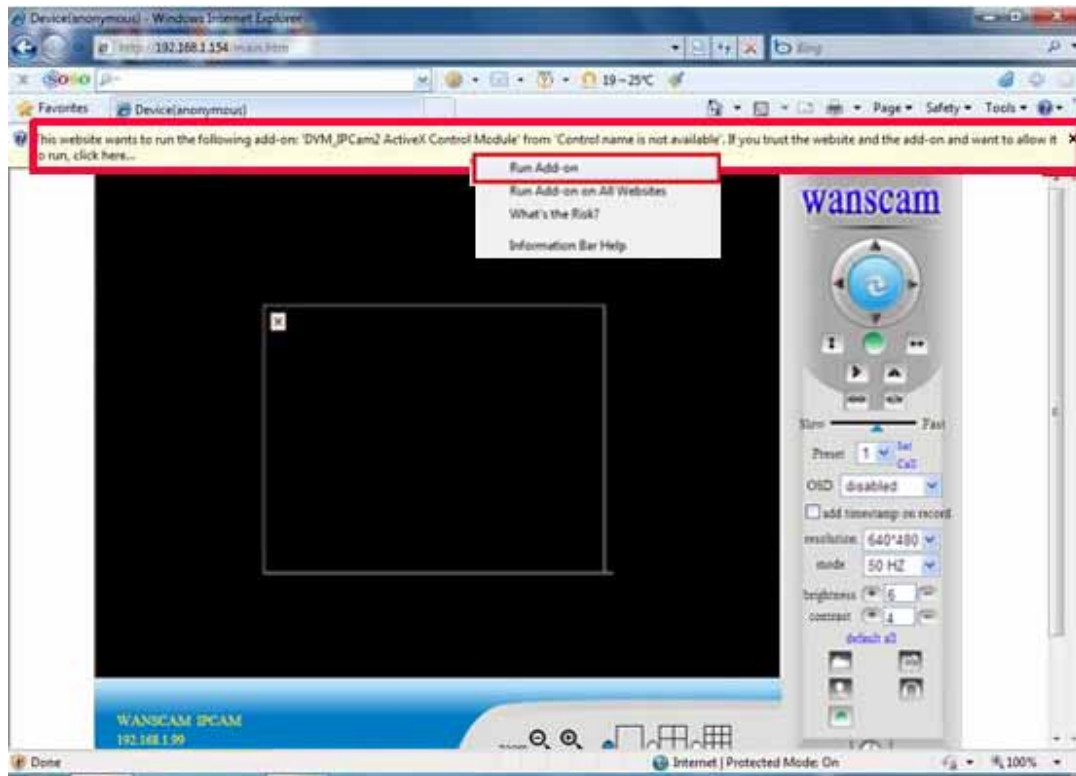 Device(anonymous) - Windows Internet Explorer
http://192.168.1.154/main.htm
Bing
SOSO
19~25℃
Favorites
Device(anonymous)
Page
Safety
Tools
This website wants to run the following add-on: 'DVM_IPCam2 ActiveX Control Module' from 'Control name is not available'. If you trust the website and the add-on and want to allow it
o run, click here...
Run Add-on
Run Add-on on All Websites
What's the Risk?
Information Bar Help
wanscam
Slow
Fast
Preset
1
Set
Call
OSD
disabled
add timestamp on record
resolution
640*480
mode
50 HZ
brightness
6
contrast
4
default all
WANSCAM IPCAM
192.168.1.99
zoom
Done
Internet | Protected Mode: On
100%